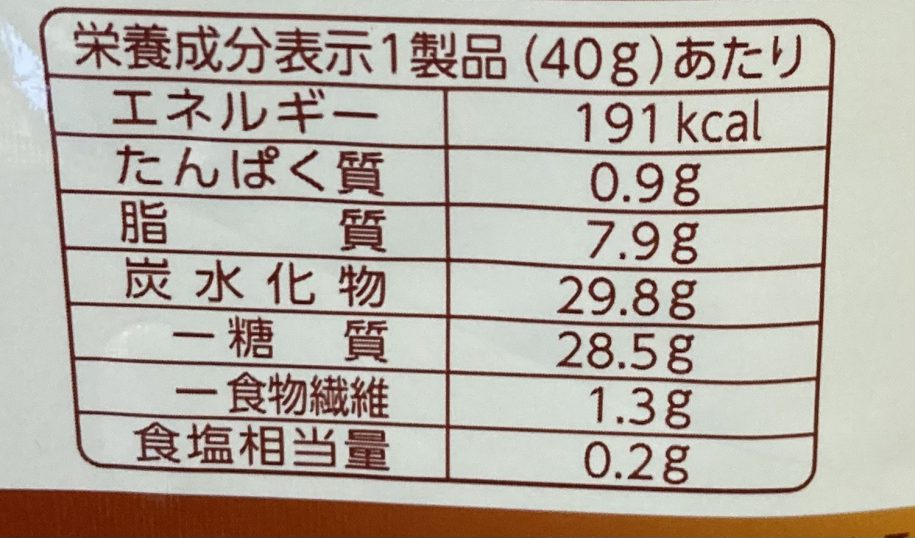 栄養成分表示1製品(40g)あたり
エネルギー 191kcal
たんぱく質 0.9g
脂質 7.9g
炭水化物 29.8g
ー糖質 28.5g
ー食物繊維 1.3g
食塩相当量 0.2g